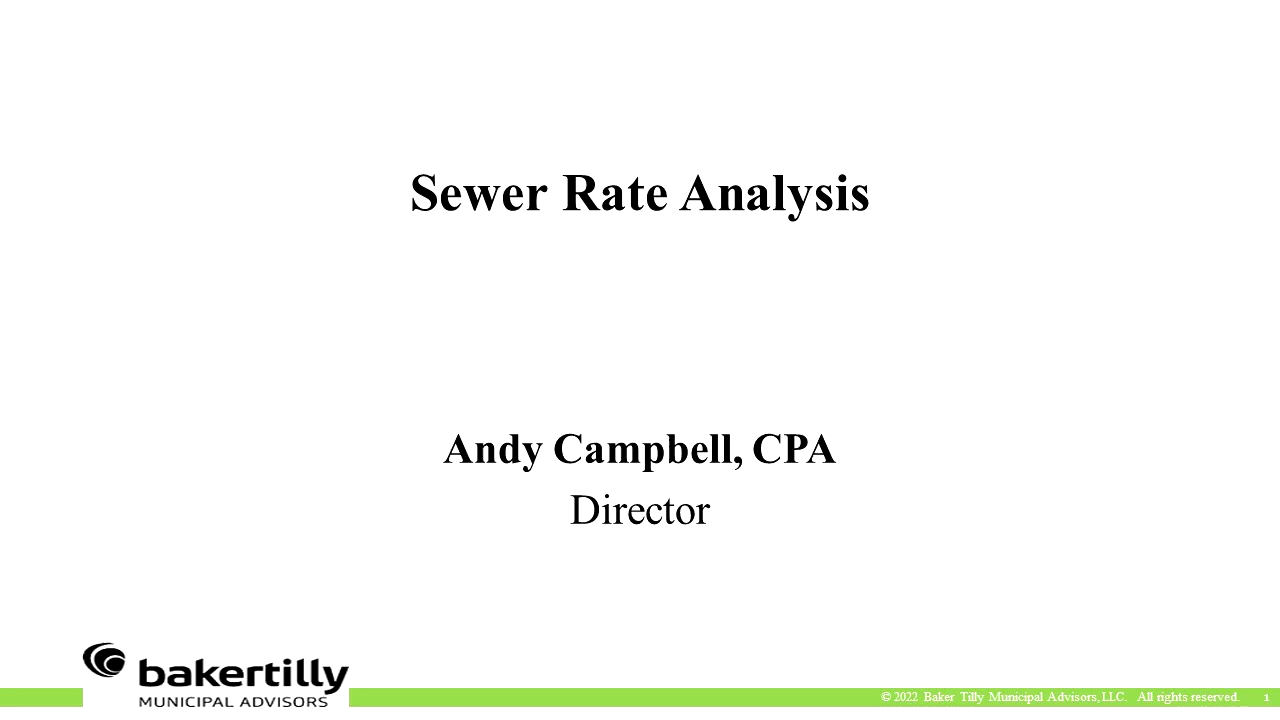 Sewer Rate Analysis
Andy Campbell, CPA
Director
bakertilly
MUNICIPAL ADVISORS
© 2022 Baker Tilly Municipal Advisors, LLC. All rights reserved. 1